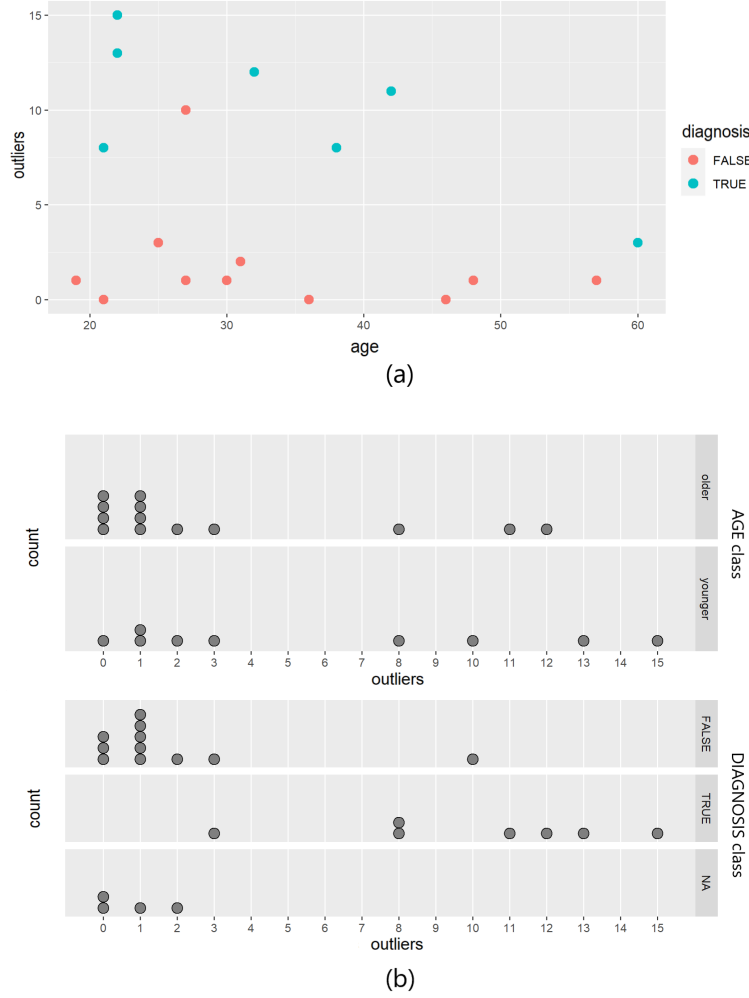 15
10
5
0
outliers
20 30 40 50 60
age
diagnosis
FALSE
TRUE
(a)
older
younger
AGE class
count
0 1 2 3 4 5 6 7 8 9 10 11 12 13 14 15
outliers
FALSE
TRUE
NA
DIAGNOSIS class
count
0 1 2 3 4 5 6 7 8 9 10 11 12 13 14 15
outliers
(b)